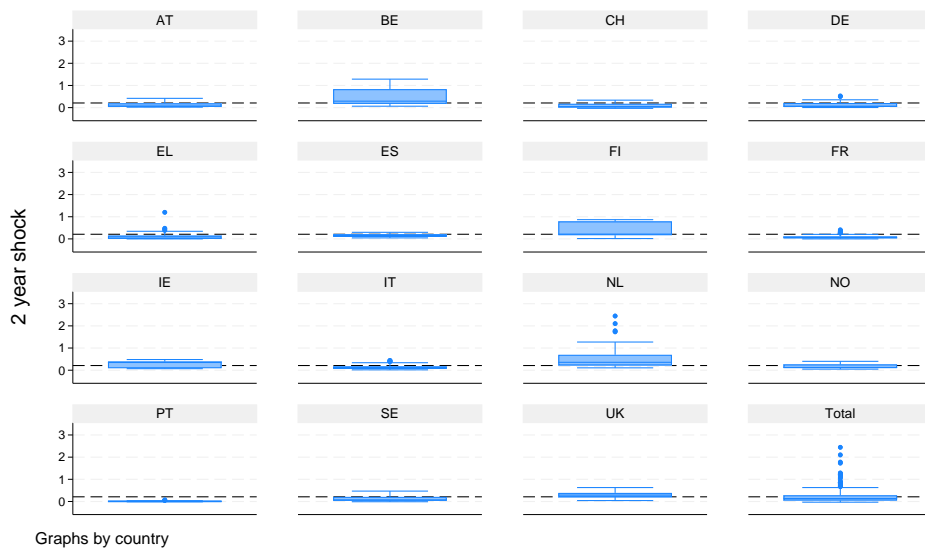 AT BE CH DE
3
2
1
0
EL ES FI FR
3
2
1
0
2 year shock
IE IT NL NO
3
2
1
0
PT SE UK Total
3
2
1
0
Graphs by country